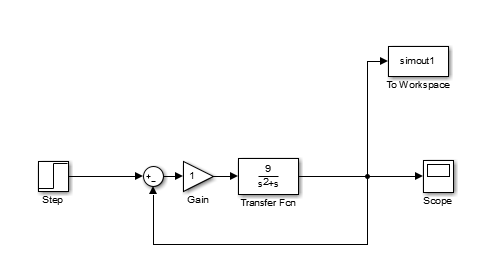 simout1
To Workspace
+
-
1
9
s2+s
Step
Gain
Transfer Fcn
Scope